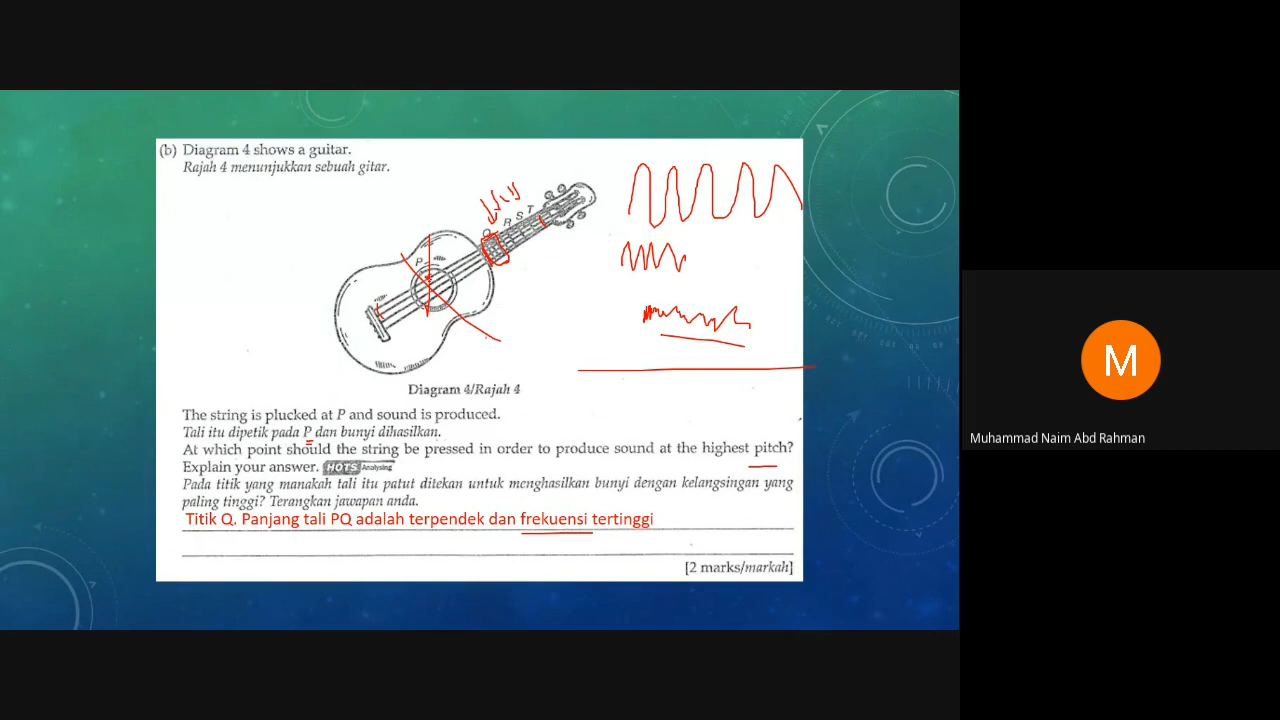 (b) Diagram 4 shows a guitar.
Rajah 4 menunjukkan sebuah gitar.
P
Q
R
S
T
Diagram 4/Rajah 4
The string is plucked at P and sound is produced.
Tali itu dipetik pada P dan bunyi dihasilkan.
At which point should the string be pressed in order to produce sound at the highest pitch?
Explain your answer. HOTS Analysing
Pada titik yang manakah tali itu patut ditekan untuk menghasilkan bunyi dengan kelangsingan yang
paling tinggi? Terangkan jawapan anda.
Titik Q. Panjang tali PQ adalah terpendek dan frekuensi tertinggi
[2 marks/markah]
M
Muhammad Naim Abd Rahman